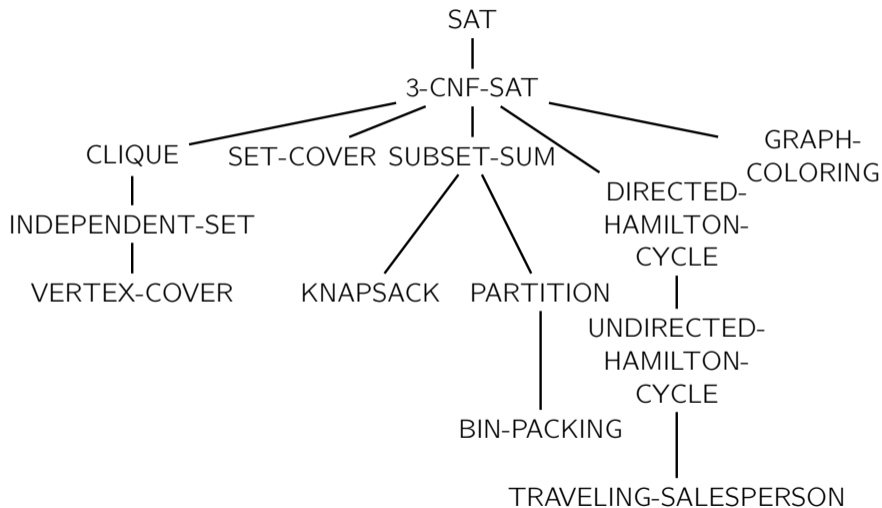 SAT
3-CNF-SAT
CLIQUE
SET-COVER
SUBSET-SUM
GRAPH-
COLORING
DIRECTED-
HAMILTON-
CYCLE
INDEPENDENT-SET
VERTEX-COVER
KNAPSACK
PARTITION
UNDIRECTED-
HAMILTON-
CYCLE
BIN-PACKING
TRAVELING-SALESPERSON